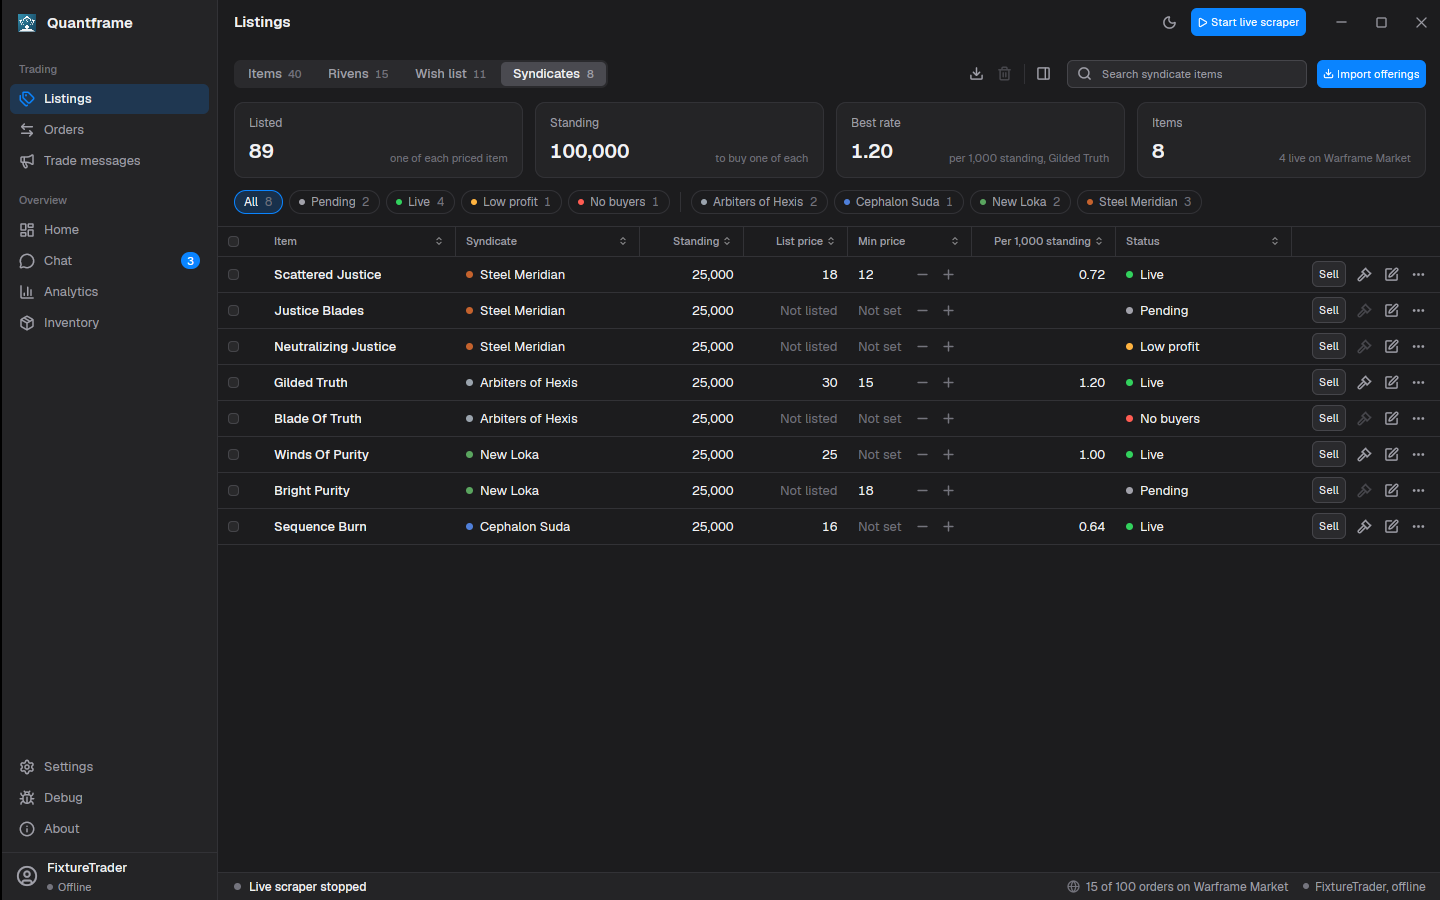 Quantframe
Listings
Start live scraper
Trading
Listings
Orders
Trade messages
Overview
Home
Chat 3
Analytics
Inventory
Settings
Debug
About
FixtureTrader
Offline
Items 40 Rivens 15 Wish list 11 Syndicates 8
Search syndicate items
Import offerings
Listed
89 one of each priced item
Standing
100,000 to buy one of each
Best rate
1.20 per 1,000 standing, Gilded Truth
Items
8 4 live on Warframe Market
All 8 Pending 2 Live 4 Low profit 1 No buyers 1 Arbiters of Hexis 2 Cephalon Suda 1 New Loka 2 Steel Meridian 3
Item Syndicate Standing List price Min price Per 1,000 standing Status
Scattered Justice Steel Meridian 25,000 18 12 0.72 Live Sell
Justice Blades Steel Meridian 25,000 Not listed Not set Pending Sell
Neutralizing Justice Steel Meridian 25,000 Not listed Not set Low profit Sell
Gilded Truth Arbiters of Hexis 25,000 30 15 1.20 Live Sell
Blade Of Truth Arbiters of Hexis 25,000 Not listed Not set No buyers Sell
Winds Of Purity New Loka 25,000 25 Not set 1.00 Live Sell
Bright Purity New Loka 25,000 Not listed 18 Pending Sell
Sequence Burn Cephalon Suda 25,000 16 Not set 0.64 Live Sell
Live scraper stopped
15 of 100 orders on Warframe Market
FixtureTrader, offline